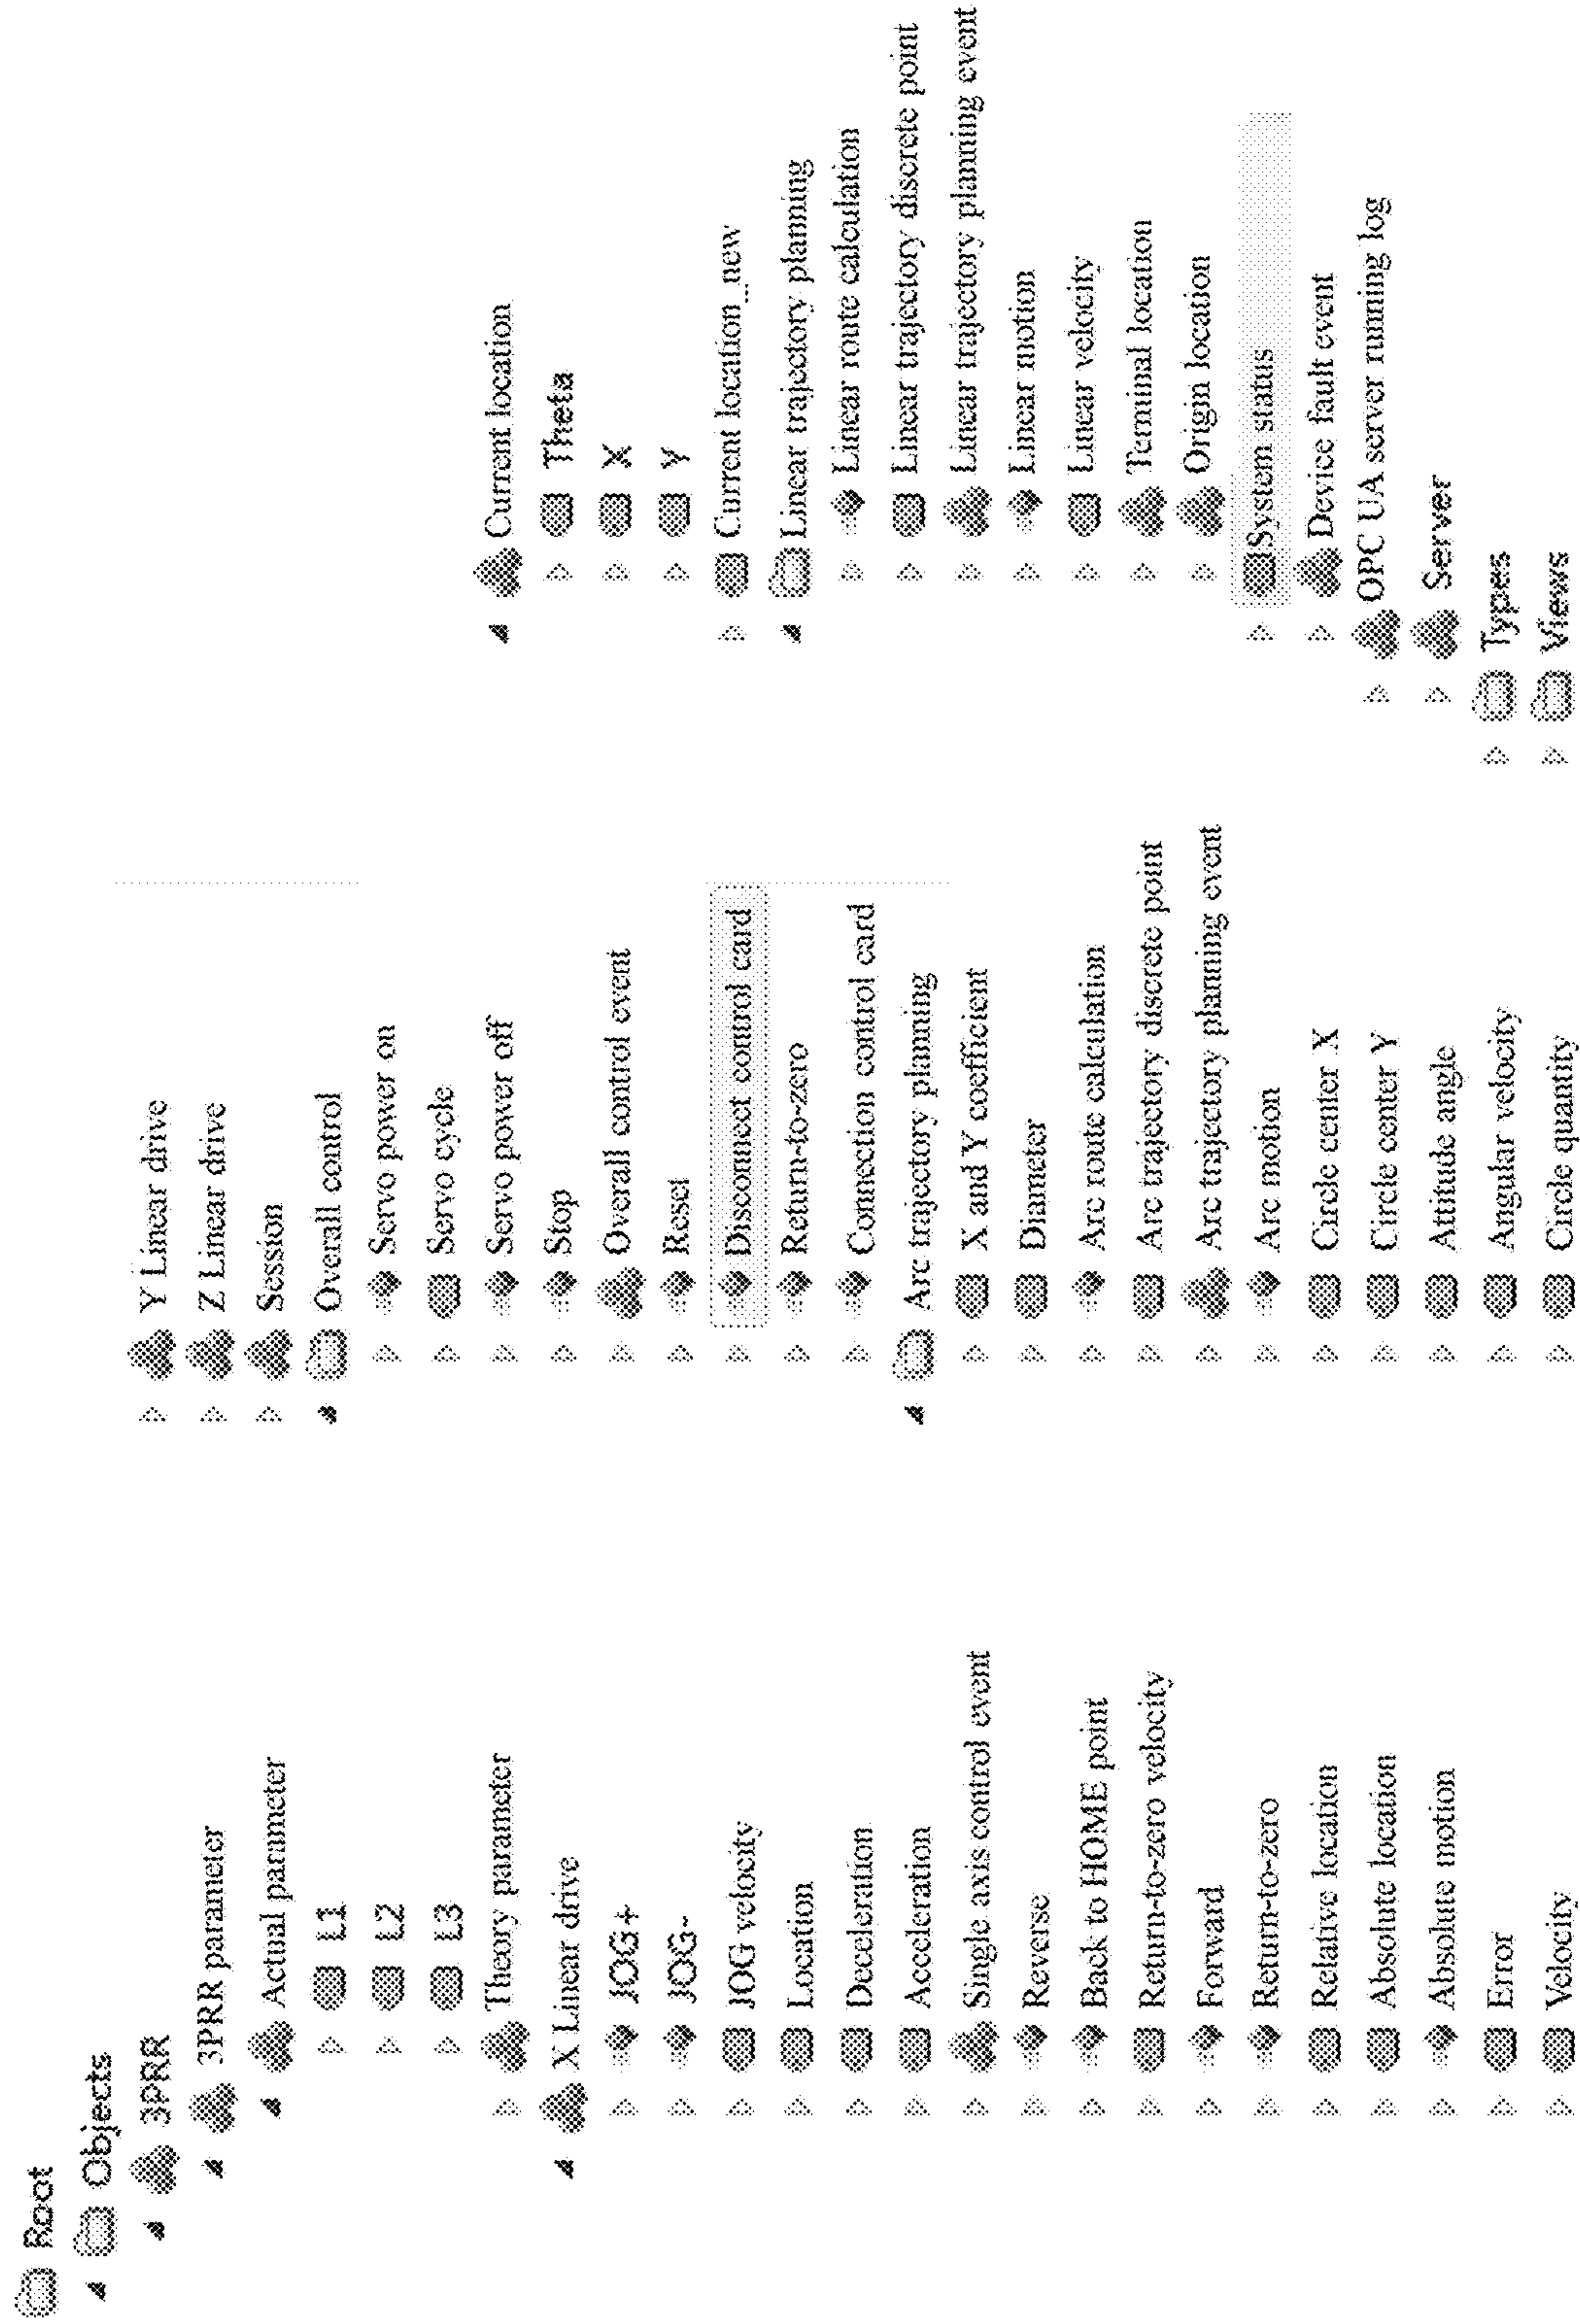 Root
Objects
3PRR
3PRR parameter
Actual parameter
L1
L2
L3
Theory parameter
X Linear drive
JOG+
JOG-
JOG velocity
Location
Deceleration
Acceleration
Single axis control event
Reverse
Back to HOME point
Return-to-zero velocity
Forward
Return-to-zero
Relative location
Absolute location
Absolute motion
Error
Velocity
Y Linear drive
Z Linear drive
Session
Overall control
Servo power on
Servo cycle
Servo power off
Stop
Overall control event
Reset
Disconnect control card
Return-to-zero
Connection control card
Arc trajectory planning
X and Y coefficient
Diameter
Arc route calculation
Arc trajectory discrete point
Arc trajectory planning event
Arc motion
Circle center X
Circle center Y
Attitude angle
Angular velocity
Circle quantity
Current location
Theta
X
Y
Current location_new
Linear trajectory planning
Linear route calculation
Linear trajectory discrete point
Linear trajectory planning event
Linear motion
Linear velocity
Terminal location
Origin location
System status
Device fault event
OPC UA server running log
Server
Types
Views